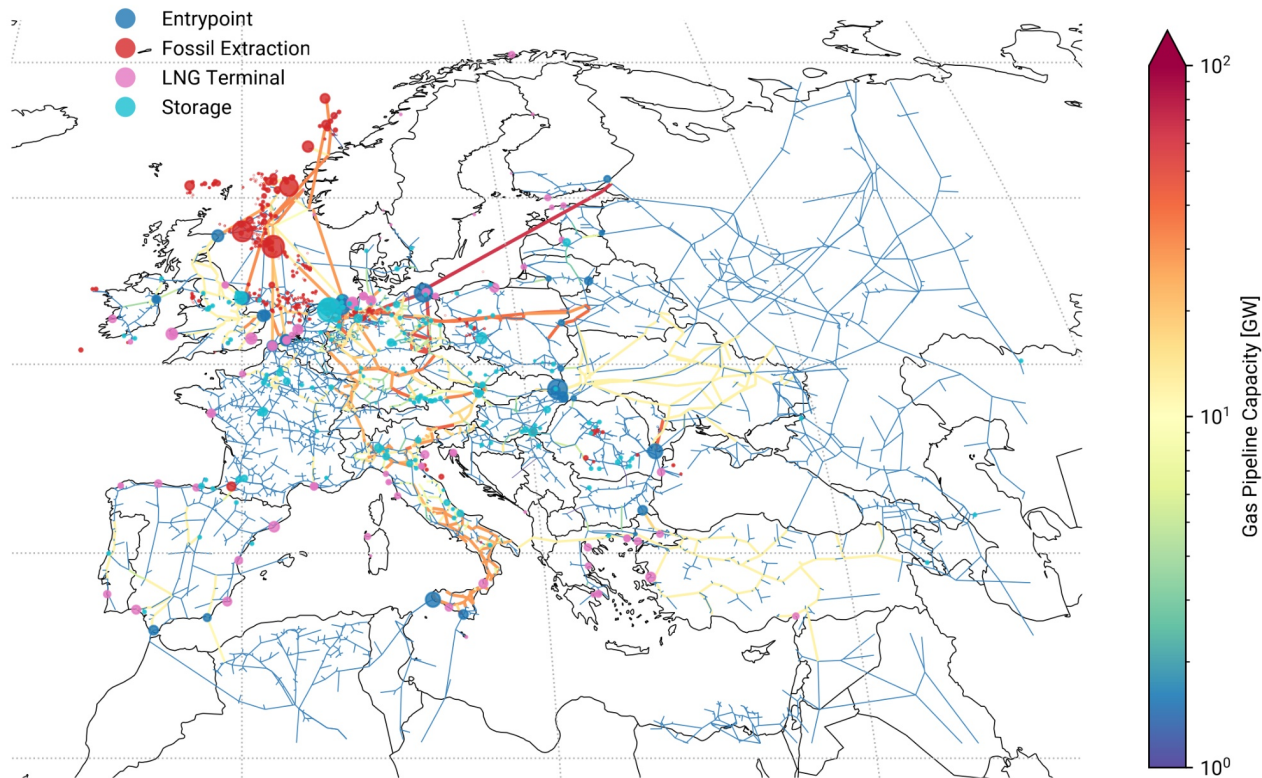 Entrypoint
Fossil Extraction
LNG Terminal
Storage
10²
10¹
10⁰
Gas Pipeline Capacity [GW]